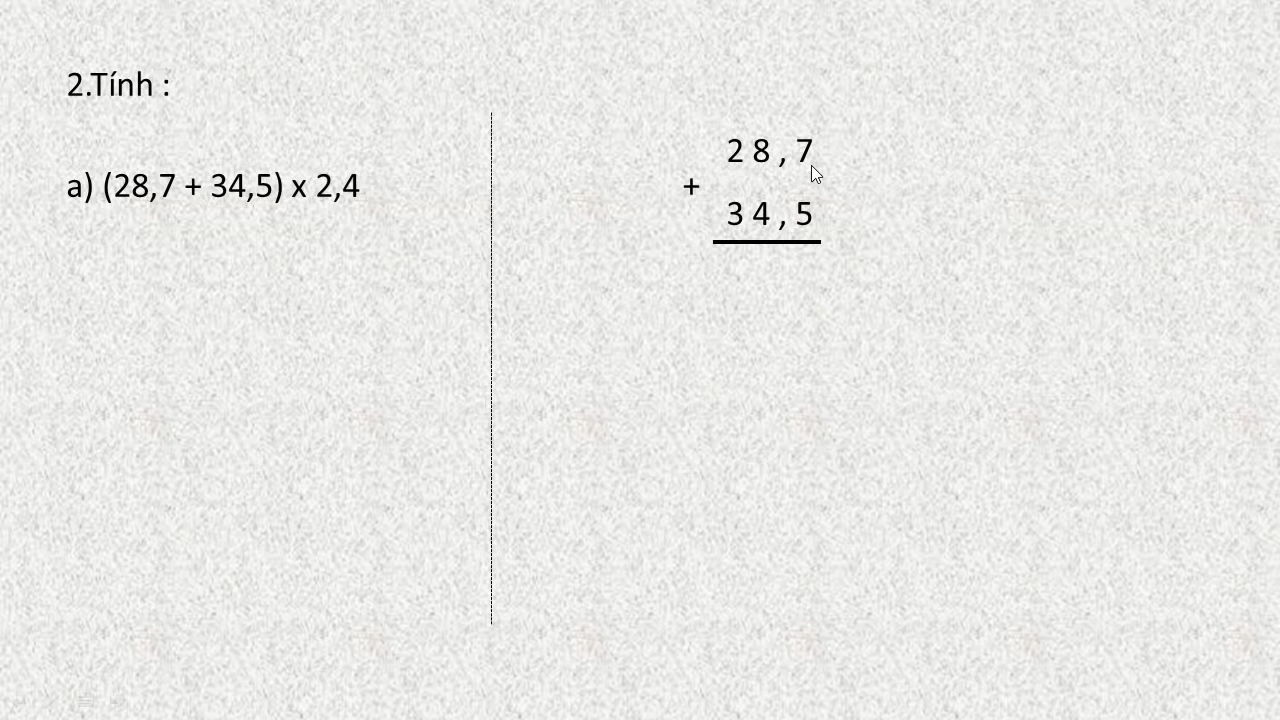 2.Tính :
a) (28,7 + 34,5) x 2,4
2 8 , 7
+
3 4 , 5